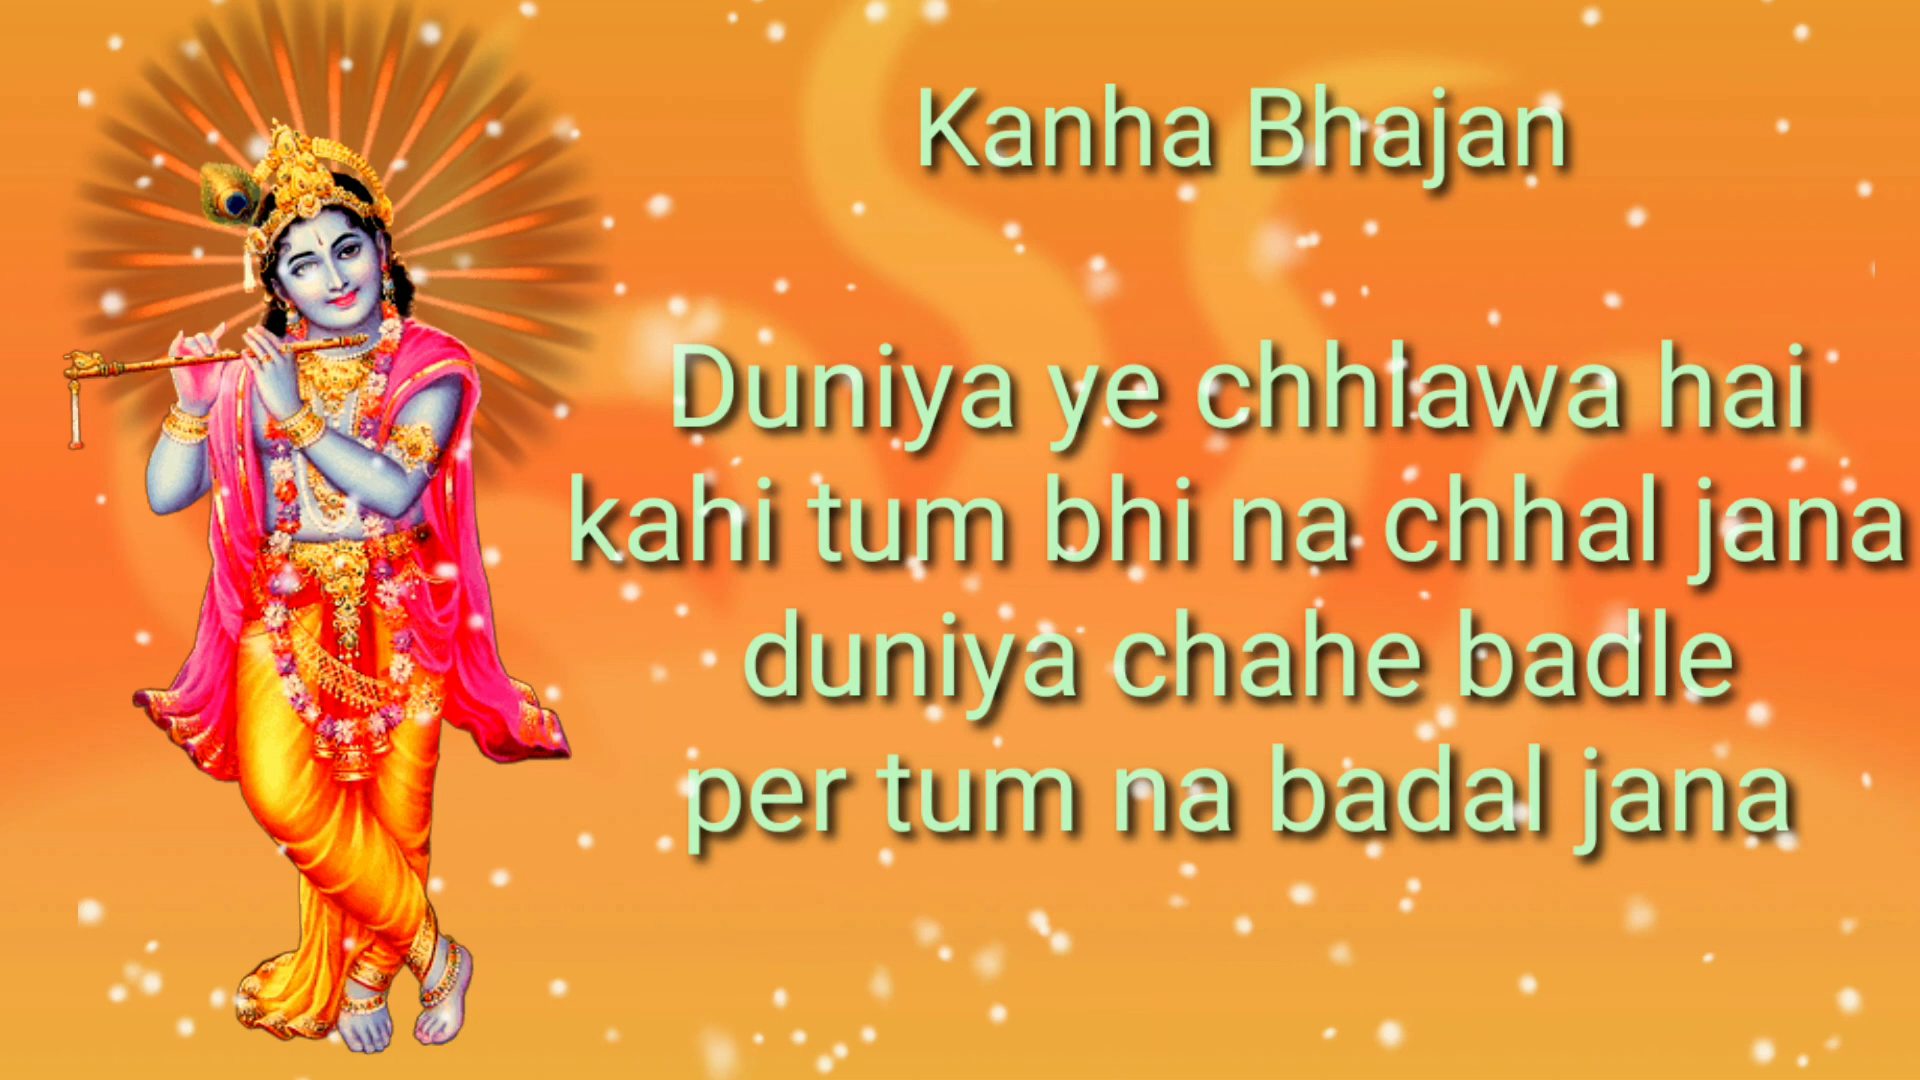 Kanha Bhajan
Duniya ye chhlawa hai
kahi tum bhi na chhal jana
duniya chahe badle
per tum na badal jana